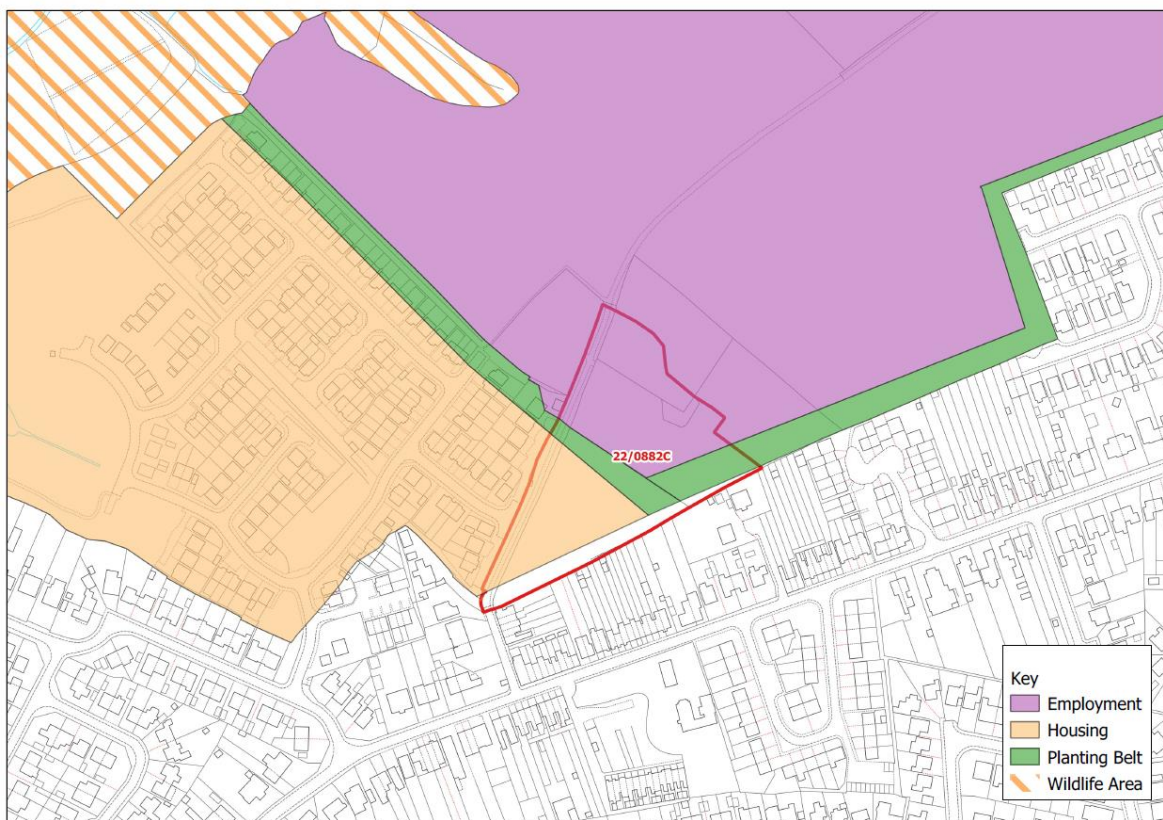 22/0882C
Key
Employment
Housing
Planting Belt
Wildlife Area